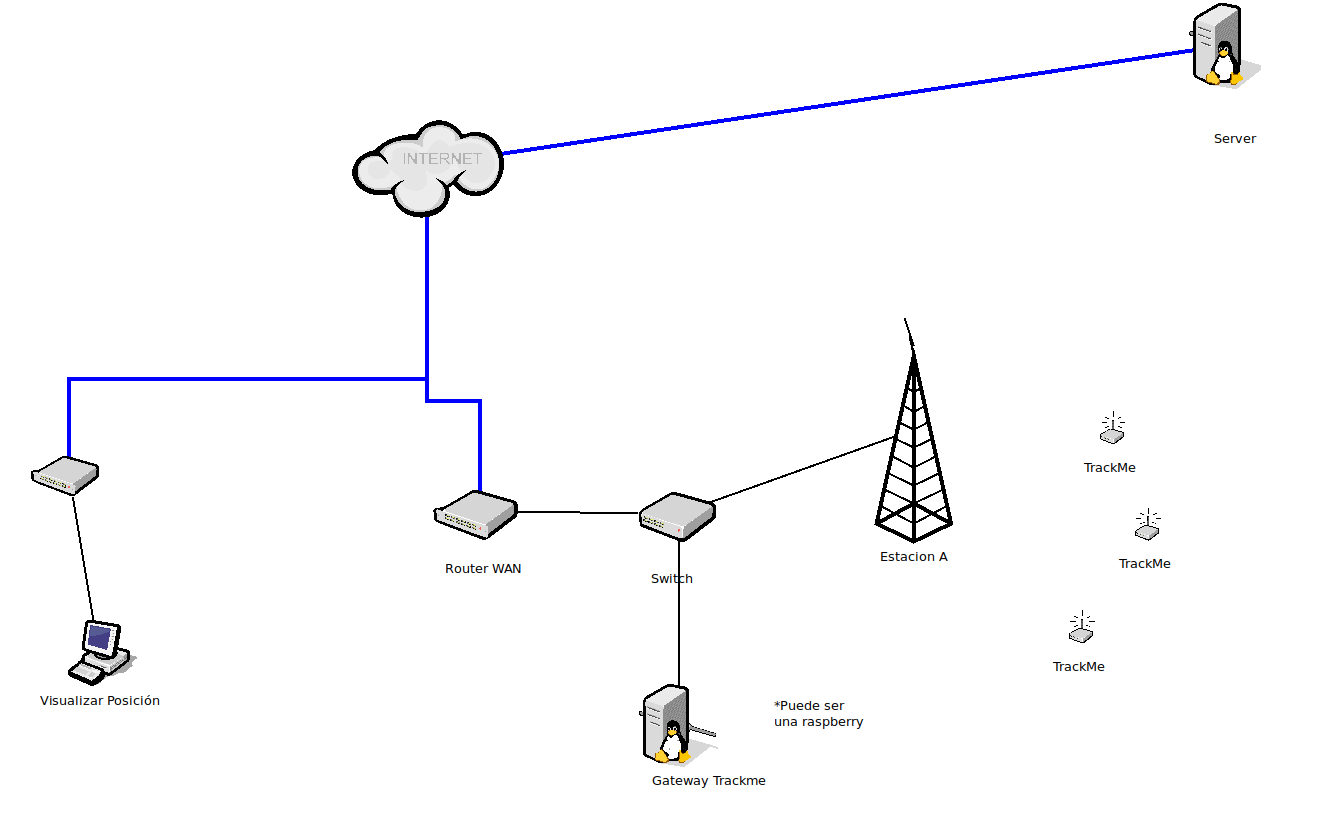 Server
INTERNET
TrackMe
Estacion A
TrackMe
Router WAN
Switch
TrackMe
Visualizar Posición
*Puede ser
una raspberry
Gateway Trackme